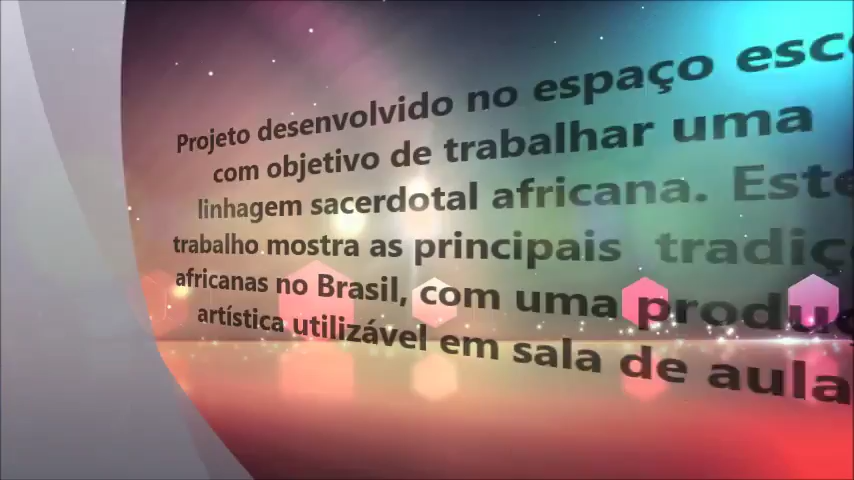 Projeto desenvolvido no espaço esc
com objetivo de trabalhar uma
linhagem sacerdotal africana. Este
trabalho mostra as principais tradiç
africanas no Brasil, com uma produç
artística utilizável em sala de aula